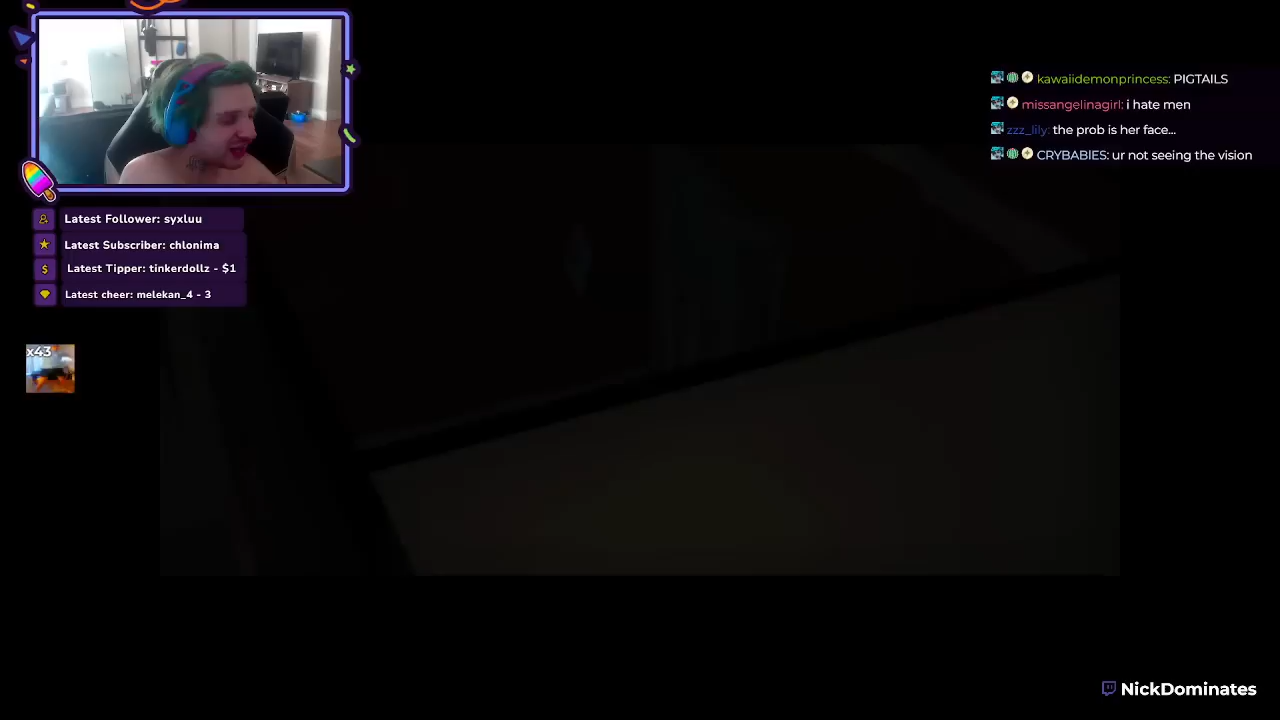 kawaiidemonprincess: PIGTAILS
missangelinagirl: i hate men
zzz_lily: the prob is her face...
CRYBABIES: ur not seeing the vision
Latest Follower: syxluu
Latest Subscriber: chlonima
Latest Tipper: tinkerdollz - $1
Latest cheer: melekan_4 - 3
x43
NickDominates